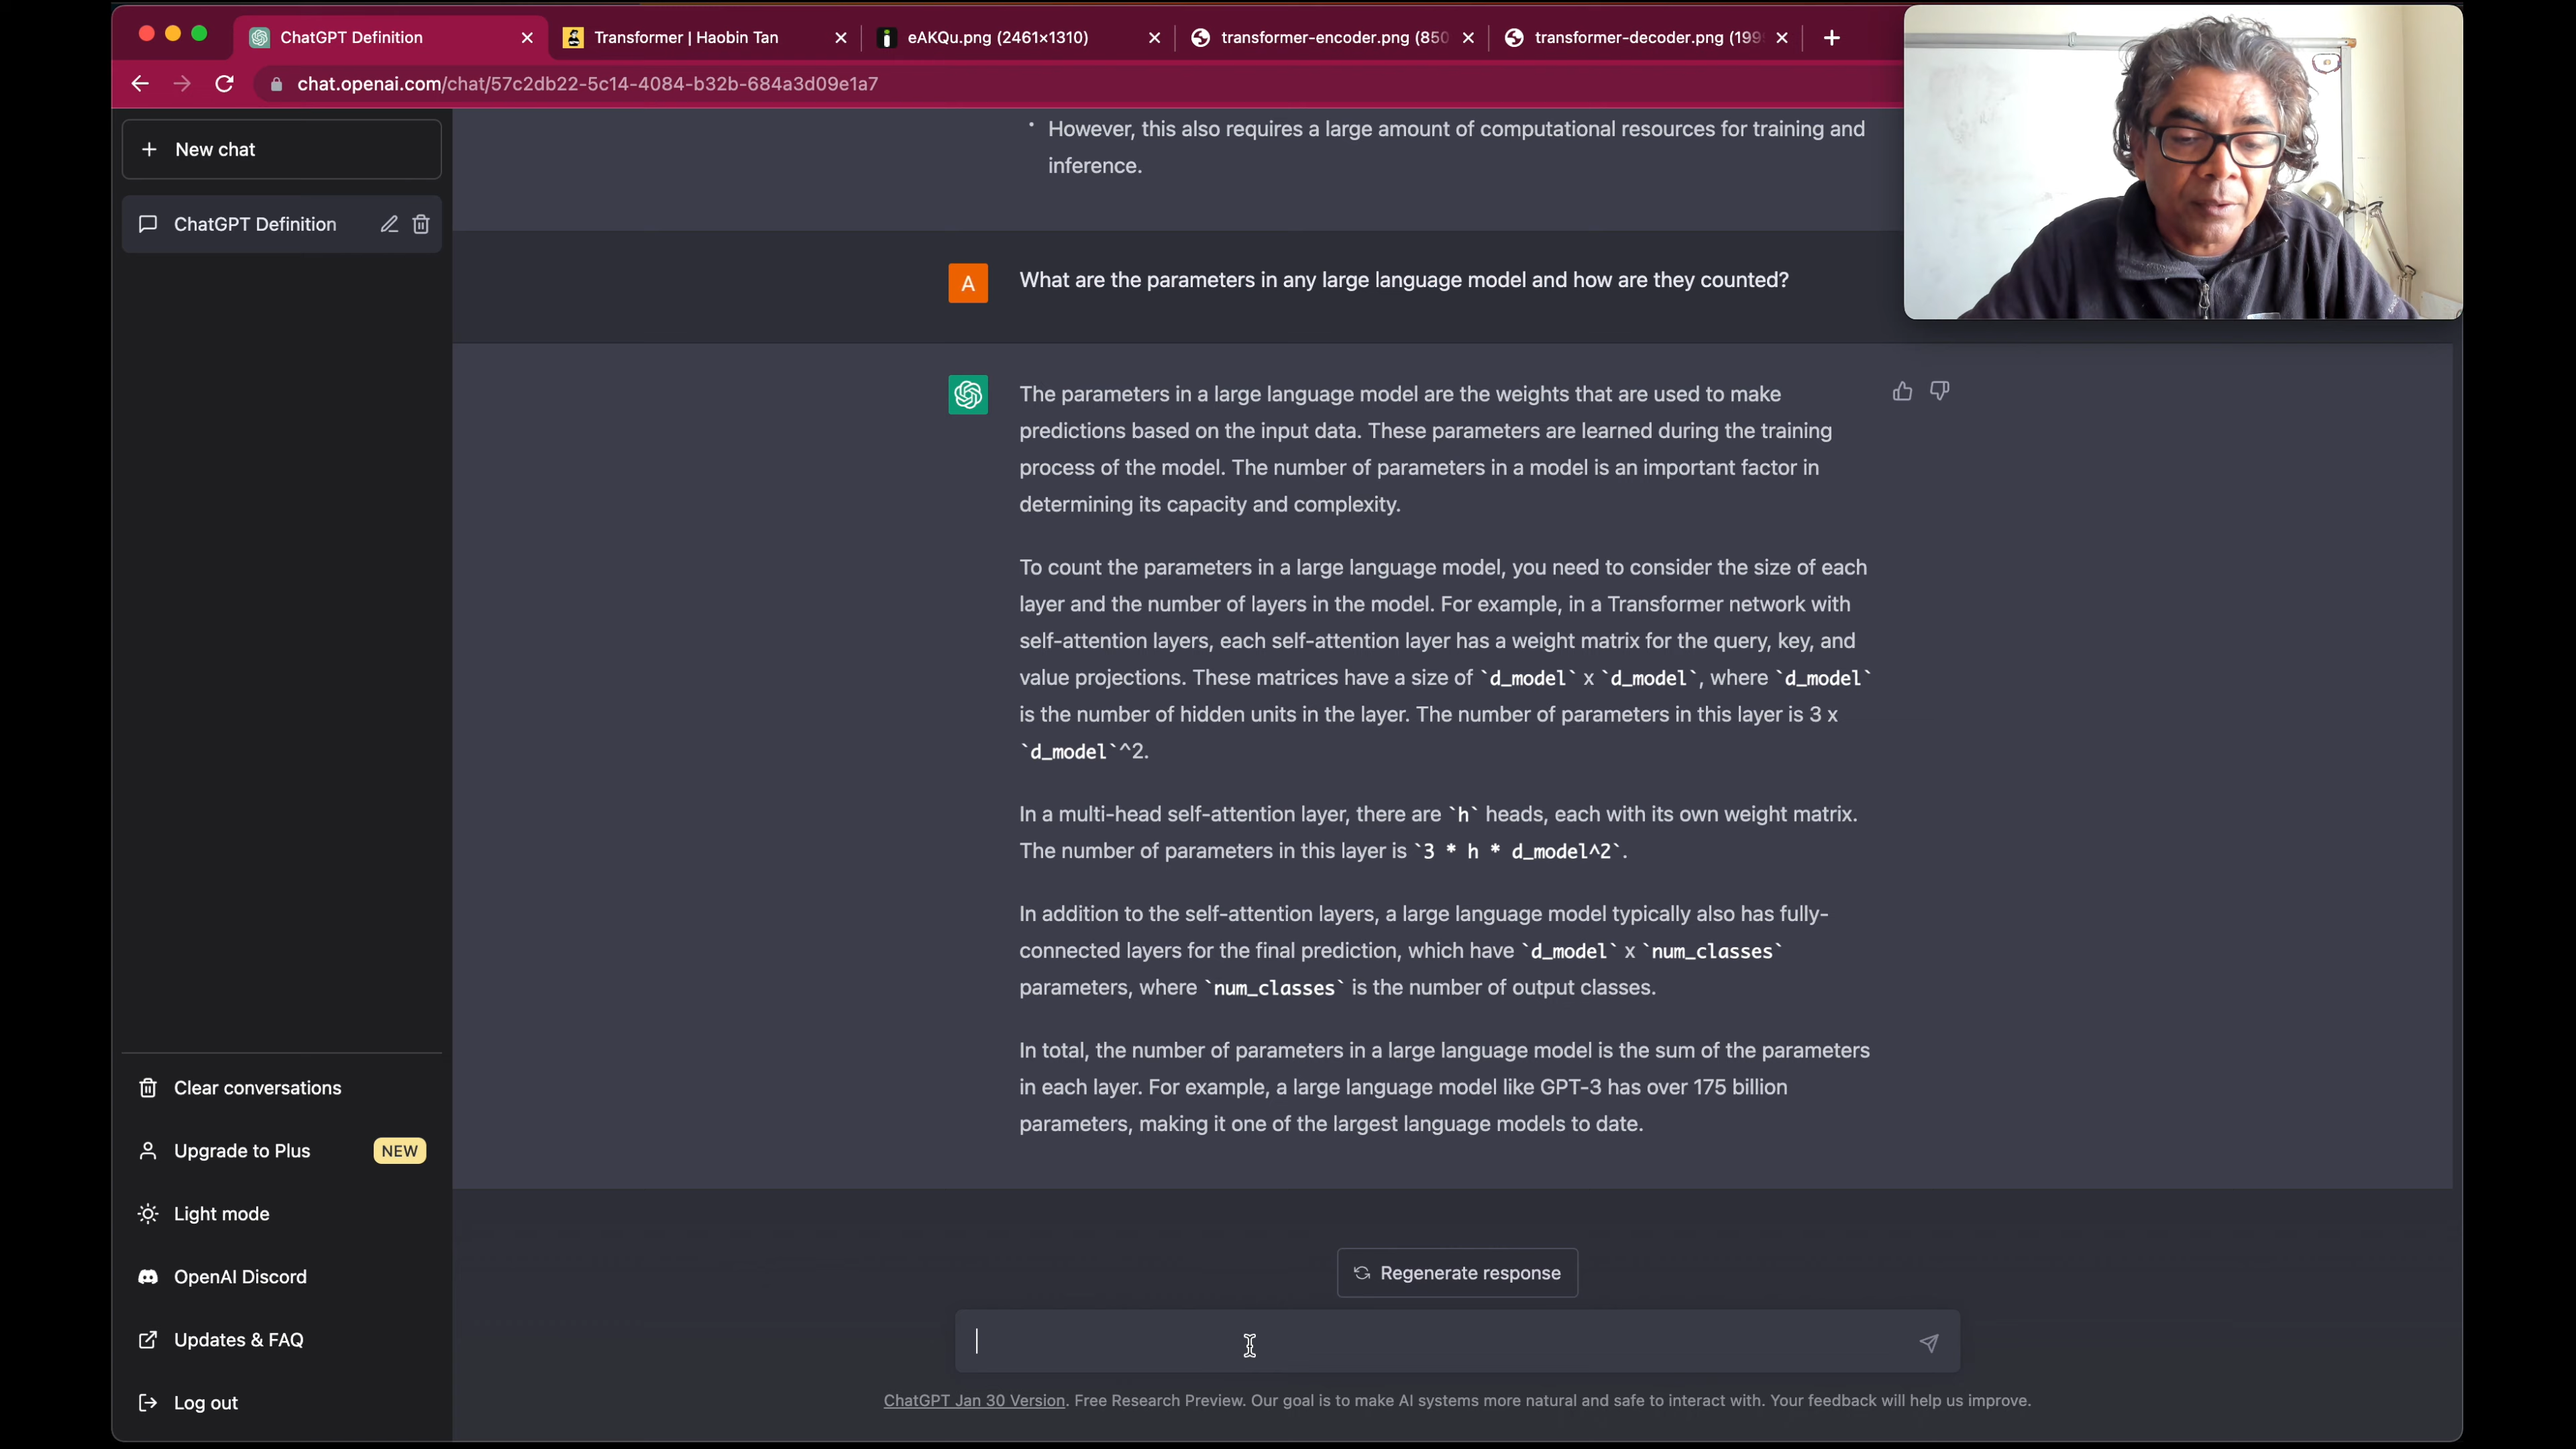 ChatGPT Definition
Transformer | Haobin Tan
eAKQu.png (2461×1310)
transformer-encoder.png (850
transformer-decoder.png (199
chat.openai.com/chat/57c2db22-5c14-4084-b32b-684a3d09e1a7
New chat
ChatGPT Definition
• However, this also requires a large amount of computational resources for training and
inference.
A
What are the parameters in any large language model and how are they counted?
The parameters in a large language model are the weights that are used to make
predictions based on the input data. These parameters are learned during the training
process of the model. The number of parameters in a model is an important factor in
determining its capacity and complexity.
To count the parameters in a large language model, you need to consider the size of each
layer and the number of layers in the model. For example, in a Transformer network with
self-attention layers, each self-attention layer has a weight matrix for the query, key, and
value projections. These matrices have a size of `d_model` x `d_model`, where `d_model`
is the number of hidden units in the layer. The number of parameters in this layer is 3 x
`d_model`^2.
In a multi-head self-attention layer, there are `h` heads, each with its own weight matrix.
The number of parameters in this layer is `3 * h * d_model^2`.
In addition to the self-attention layers, a large language model typically also has fully-
connected layers for the final prediction, which have `d_model` x `num_classes`
parameters, where `num_classes` is the number of output classes.
In total, the number of parameters in a large language model is the sum of the parameters
in each layer. For example, a large language model like GPT-3 has over 175 billion
parameters, making it one of the largest language models to date.
Clear conversations
Upgrade to Plus NEW
Light mode
OpenAI Discord
Updates & FAQ
Log out
Regenerate response
ChatGPT Jan 30 Version. Free Research Preview. Our goal is to make AI systems more natural and safe to interact with. Your feedback will help us improve.